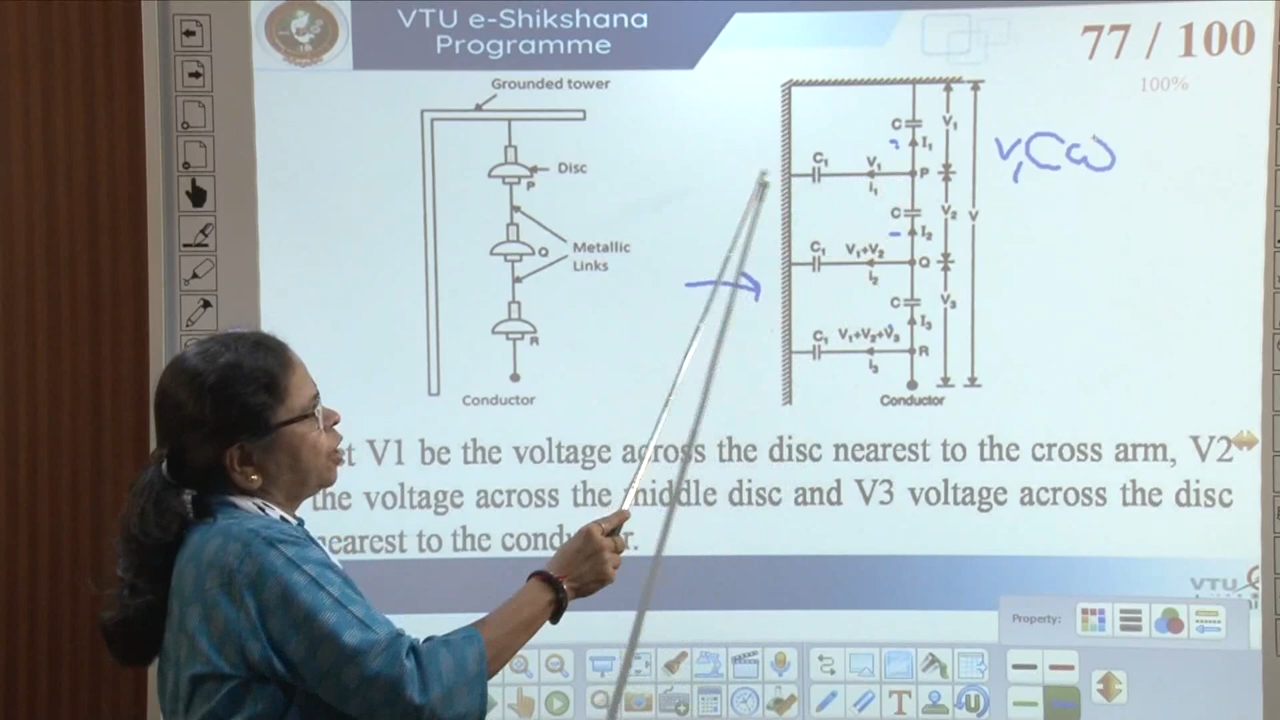 VTU e-Shikshana
Programme
77 / 100
100%
Grounded tower
Disc
P
Metallic
Links
Q
R
Conductor
C
I₁
V₁
C₁
V₁
i₁
P
C
I₂
V₂
V
C₁
V₁+V₂
i₂
Q
C
I₃
V₃
C₁
V₁+V₂+V₃
i₃
R
Conductor
V₁Cω
et V1 be the voltage across the disc nearest to the cross arm, V2
the voltage across the middle disc and V3 voltage across the disc
nearest to the
VTU
Property:
T